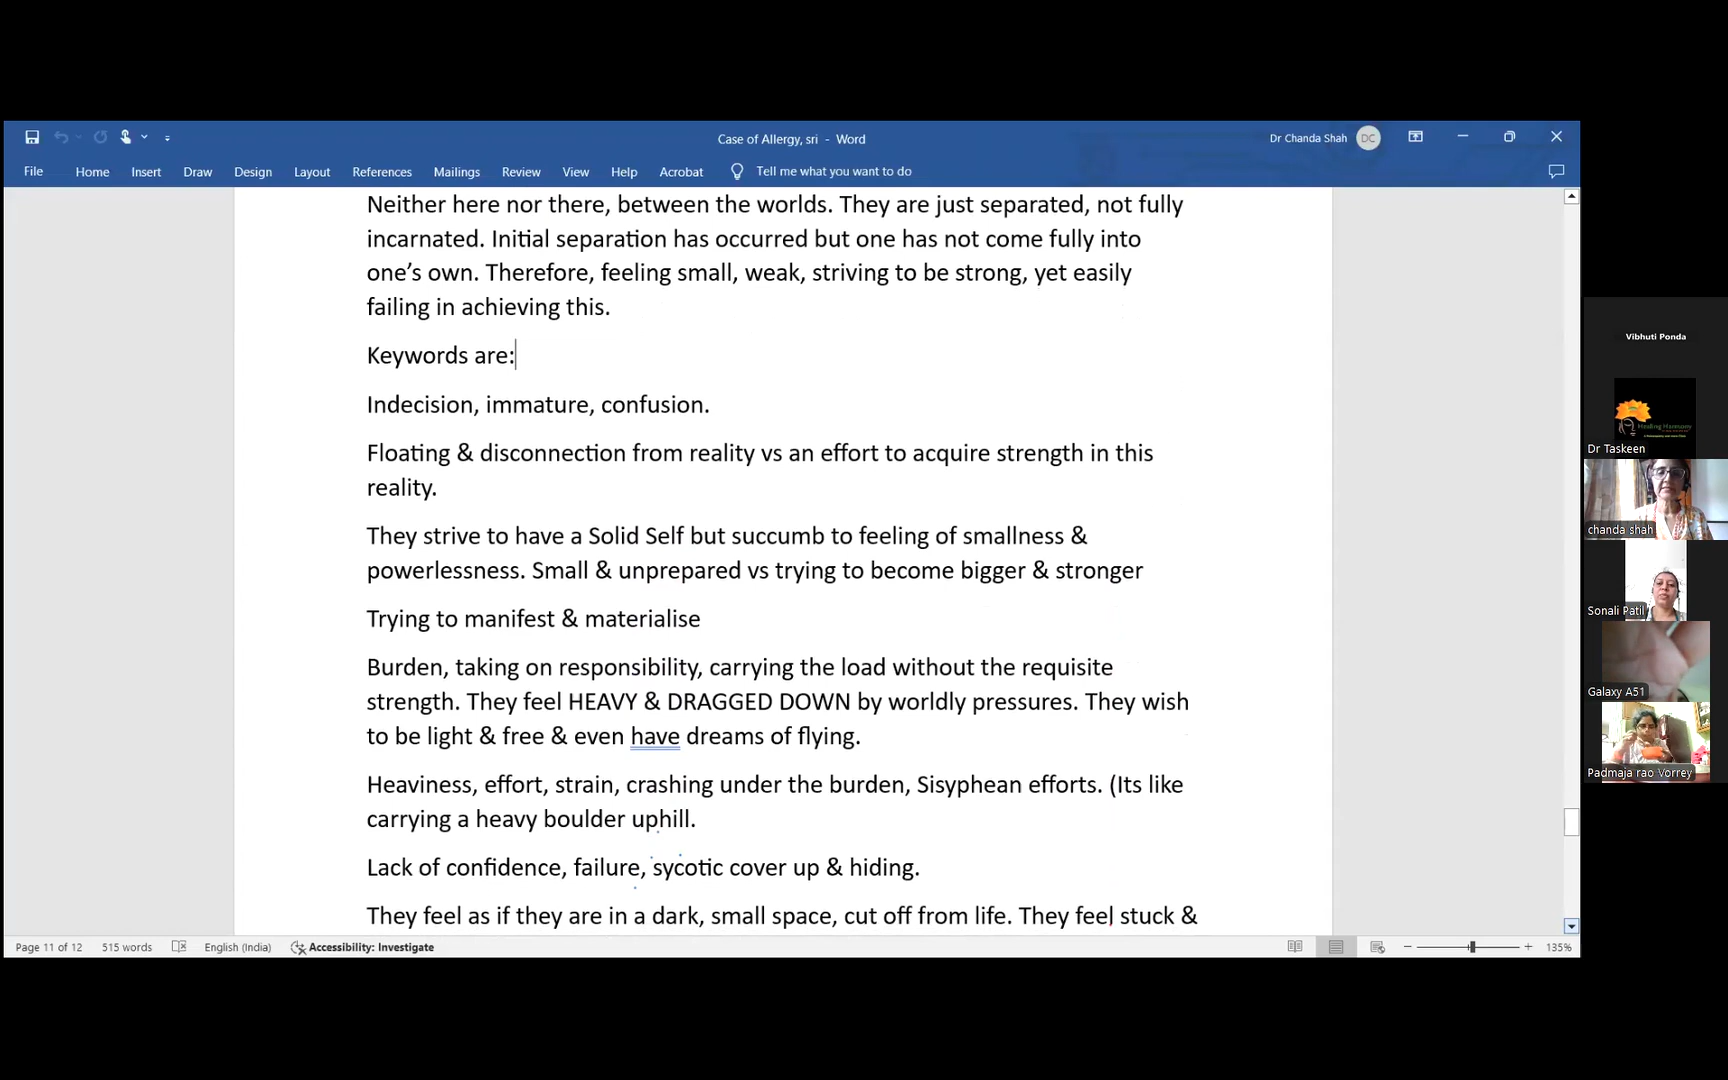 Case of Allergy, sri - Word
Dr Chanda Shah
DC
File
Home
Insert
Draw
Design
Layout
References
Mailings
Review
View
Help
Acrobat
Tell me what you want to do
Neither here nor there, between the worlds. They are just separated, not fully
incarnated. Initial separation has occurred but one has not come fully into
one’s own. Therefore, feeling small, weak, striving to be strong, yet easily
failing in achieving this.
Keywords are:
Indecision, immature, confusion.
Floating & disconnection from reality vs an effort to acquire strength in this
reality.
They strive to have a Solid Self but succumb to feeling of smallness &
powerlessness. Small & unprepared vs trying to become bigger & stronger
Trying to manifest & materialise
Burden, taking on responsibility, carrying the load without the requisite
strength. They feel HEAVY & DRAGGED DOWN by worldly pressures. They wish
to be light & free & even have dreams of flying.
Heaviness, effort, strain, crashing under the burden, Sisyphean efforts. (Its like
carrying a heavy boulder uphill.
Lack of confidence, failure, sycotic cover up & hiding.
They feel as if they are in a dark, small space, cut off from life. They feel stuck &
Page 11 of 12
515 words
English (India)
Accessibility: Investigate
135%
Vibhuti Ponda
Healing Harmony
Dr Taskeen
chanda shah
Sonali Patil
Galaxy A51
Padmaja rao Vorrey